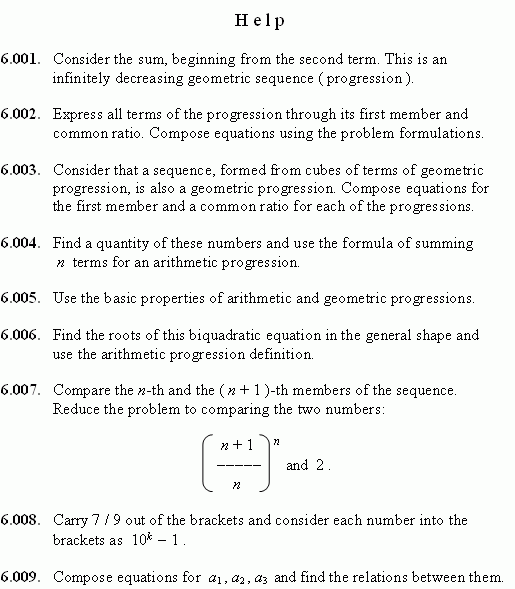 Help
6.001. Consider the sum, beginning from the second term. This is an
infinitely decreasing geometric sequence ( progression ).
6.002. Express all terms of the progression through its first member and
common ratio. Compose equations using the problem formulations.
6.003. Consider that a sequence, formed from cubes of terms of geometric
progression, is also a geometric progression. Compose equations for
the first member and a common ratio for each of the progressions.
6.004. Find a quantity of these numbers and use the formula of summing
n terms for an arithmetic progression.
6.005. Use the basic properties of arithmetic and geometric progressions.
6.006. Find the roots of this biquadratic equation in the general shape and
use the arithmetic progression definition.
6.007. Compare the n-th and the ( n + 1 )-th members of the sequence.
Reduce the problem to comparing the two numbers:
( n + 1 / n )ⁿ and 2 .
6.008. Carry 7 / 9 out of the brackets and consider each number into the
brackets as 10ᵏ – 1 .
6.009. Compose equations for a₁ , a₂ , a₃ and find the relations between them.